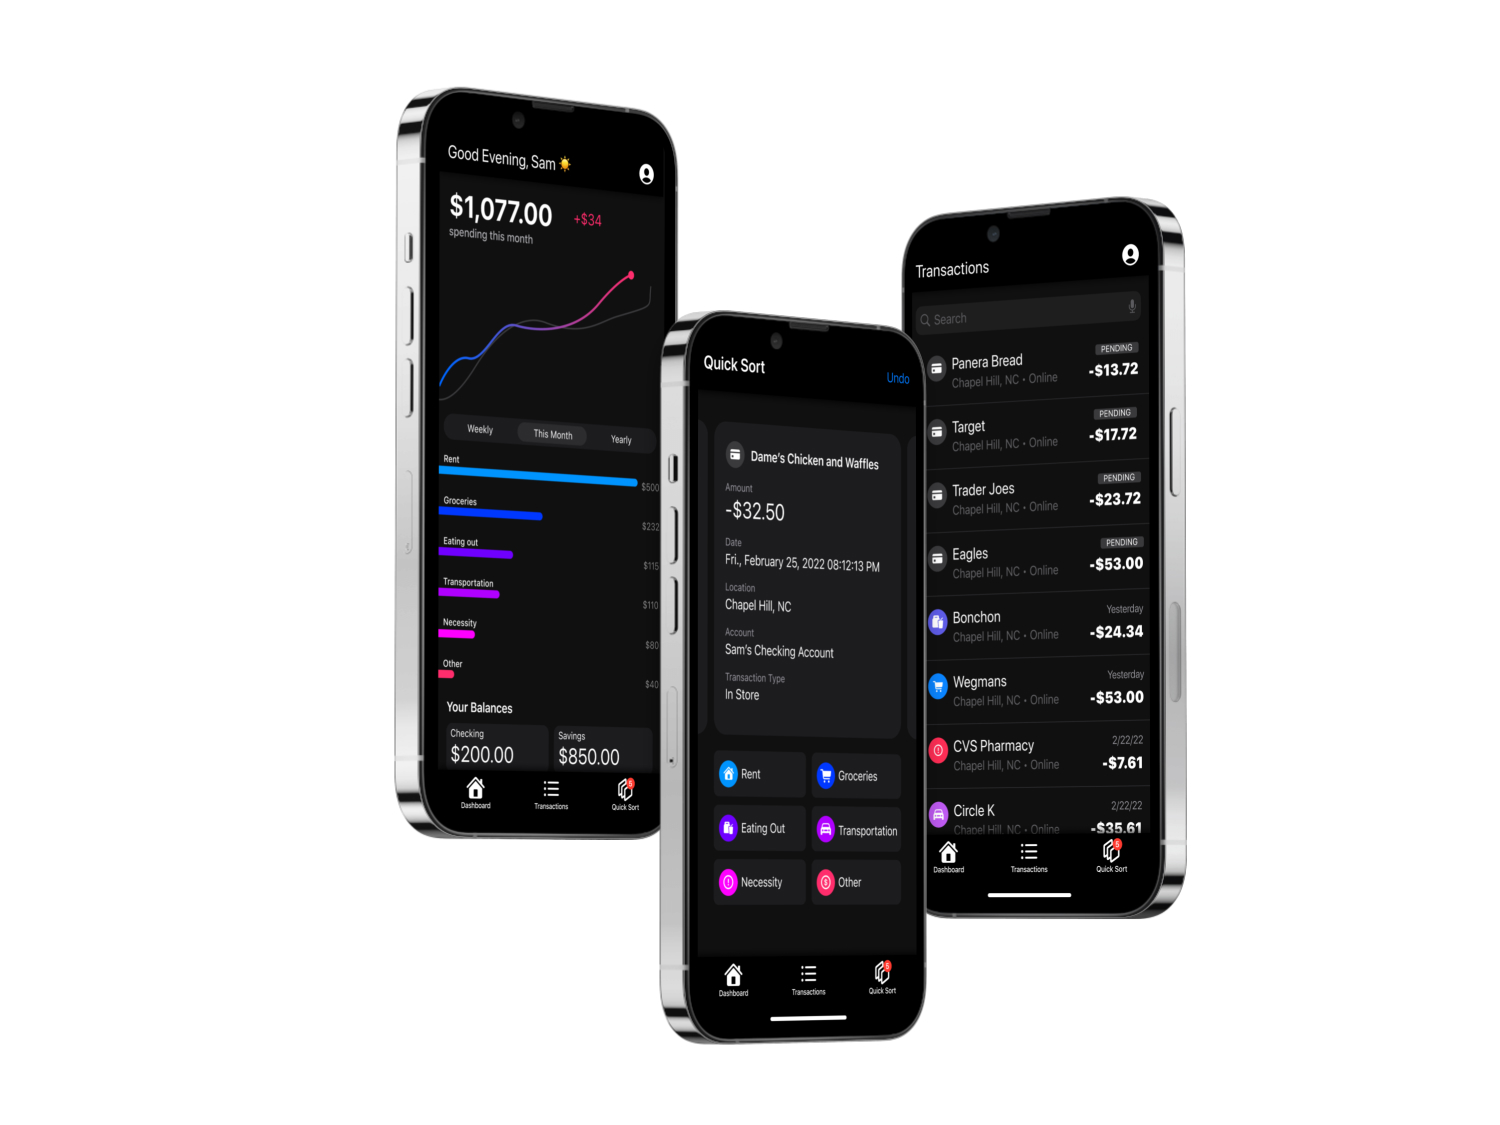 Good Evening, Sam ☀️
$1,077.00 +$34
spending this month
Weekly This Month Yearly
Rent
$500
Groceries
$232
Eating out
$115
Transportation
$110
Necessity
$80
Other
$40
Your Balances
Checking Savings
$200.00 $850.00
Dashboard Transactions Quick Sort
Quick Sort
Undo
Dame's Chicken and Waffles
Amount
-$32.50
Date
Fri., February 25, 2022 08:12:13 PM
Location
Chapel Hill, NC
Account
Sam's Checking Account
Transaction Type
In Store
Rent Groceries
Eating Out Transportation
Necessity Other
Dashboard Transactions Quick Sort
Transactions
Search
Panera Bread PENDING
Chapel Hill, NC • Online -$13.72
Target PENDING
Chapel Hill, NC • Online -$17.72
Trader Joes PENDING
Chapel Hill, NC • Online -$23.72
Eagles PENDING
Chapel Hill, NC • Online -$53.00
Bonchon Yesterday
Chapel Hill, NC • Online -$24.34
Wegmans Yesterday
Chapel Hill, NC • Online -$53.00
CVS Pharmacy 2/22/22
Chapel Hill, NC • Online -$7.61
Circle K 2/22/22
Chapel Hill, NC • Online -$35.61
Dashboard Transactions Quick Sort